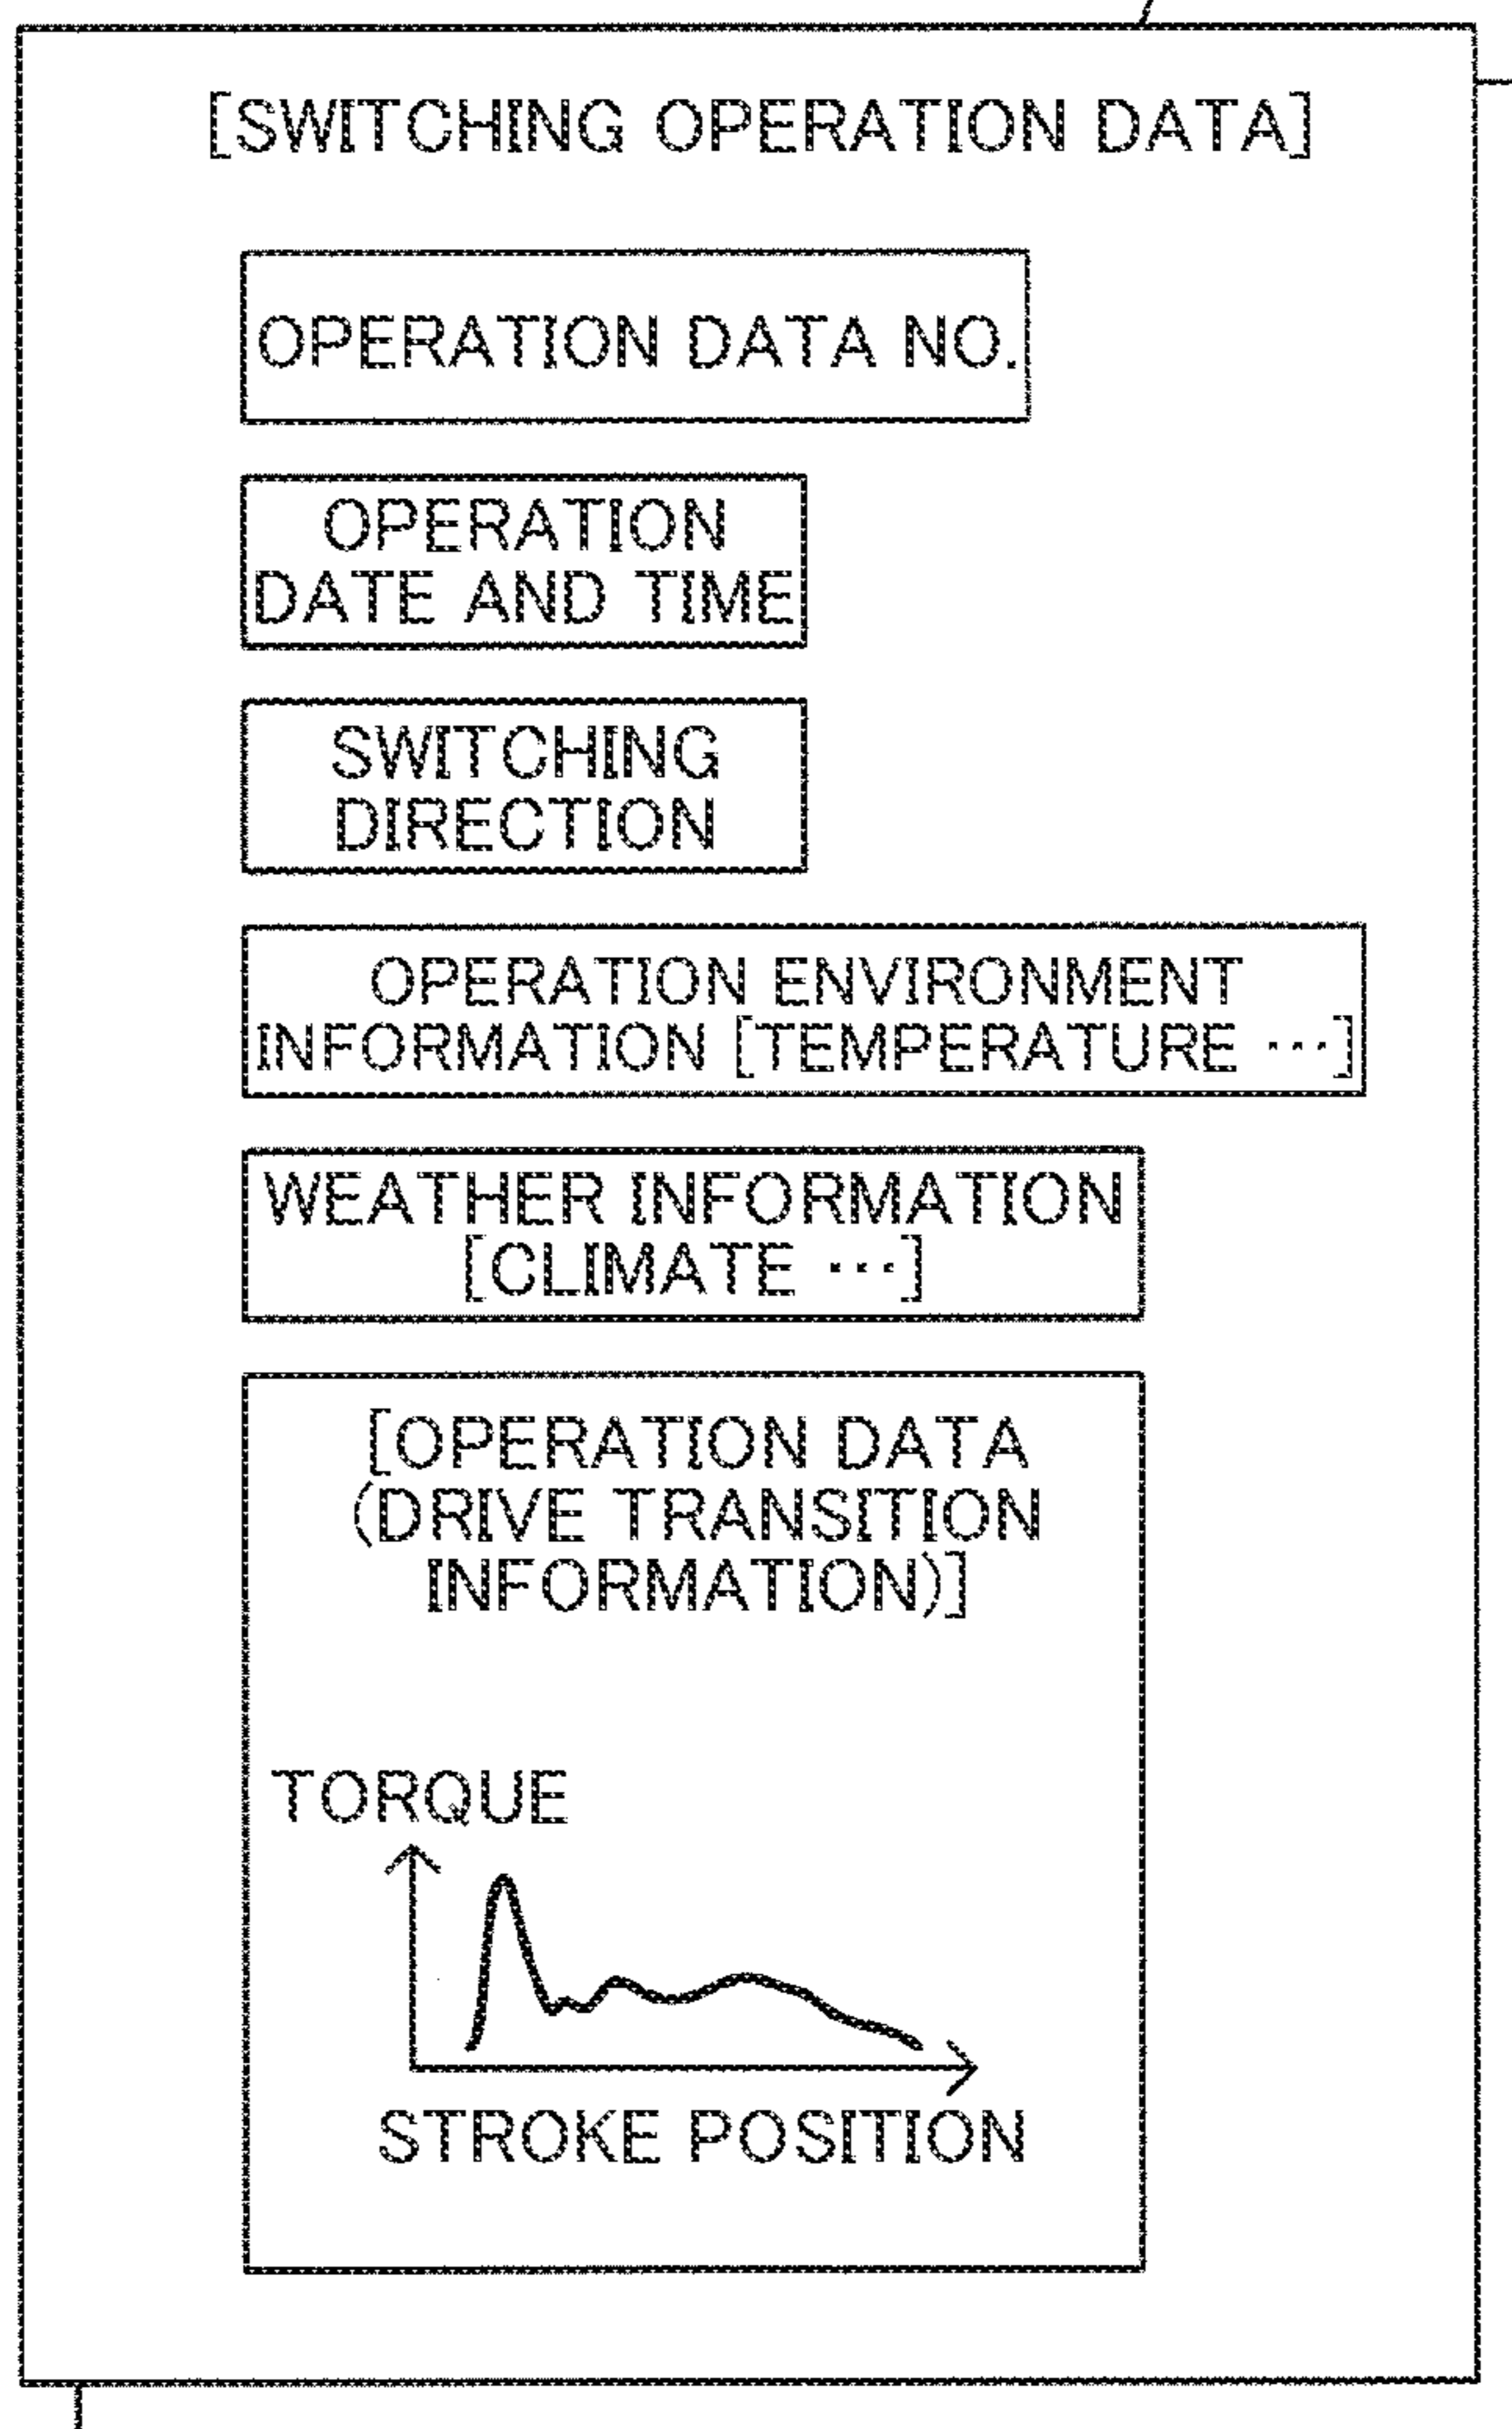 [SWITCHING OPERATION DATA]
OPERATION DATA NO.
OPERATION
DATE AND TIME
SWITCHING
DIRECTION
OPERATION ENVIRONMENT
INFORMATION [TEMPERATURE ⋯]
WEATHER INFORMATION
[CLIMATE ⋯]
[OPERATION DATA
(DRIVE TRANSITION
INFORMATION)]
TORQUE
STROKE POSITION